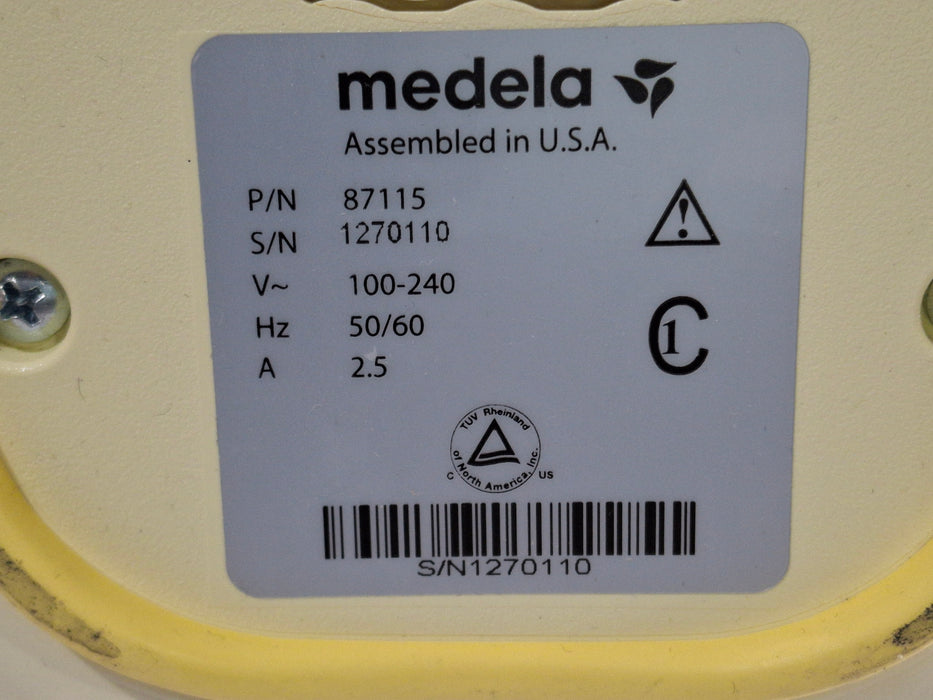 medela
Assembled in U.S.A.
P/N 87115
S/N 1270110
V~ 100-240
Hz 50/60
A 2.5
C1
TUV Rheinland
of North America, Inc.
C US
S/N1270110